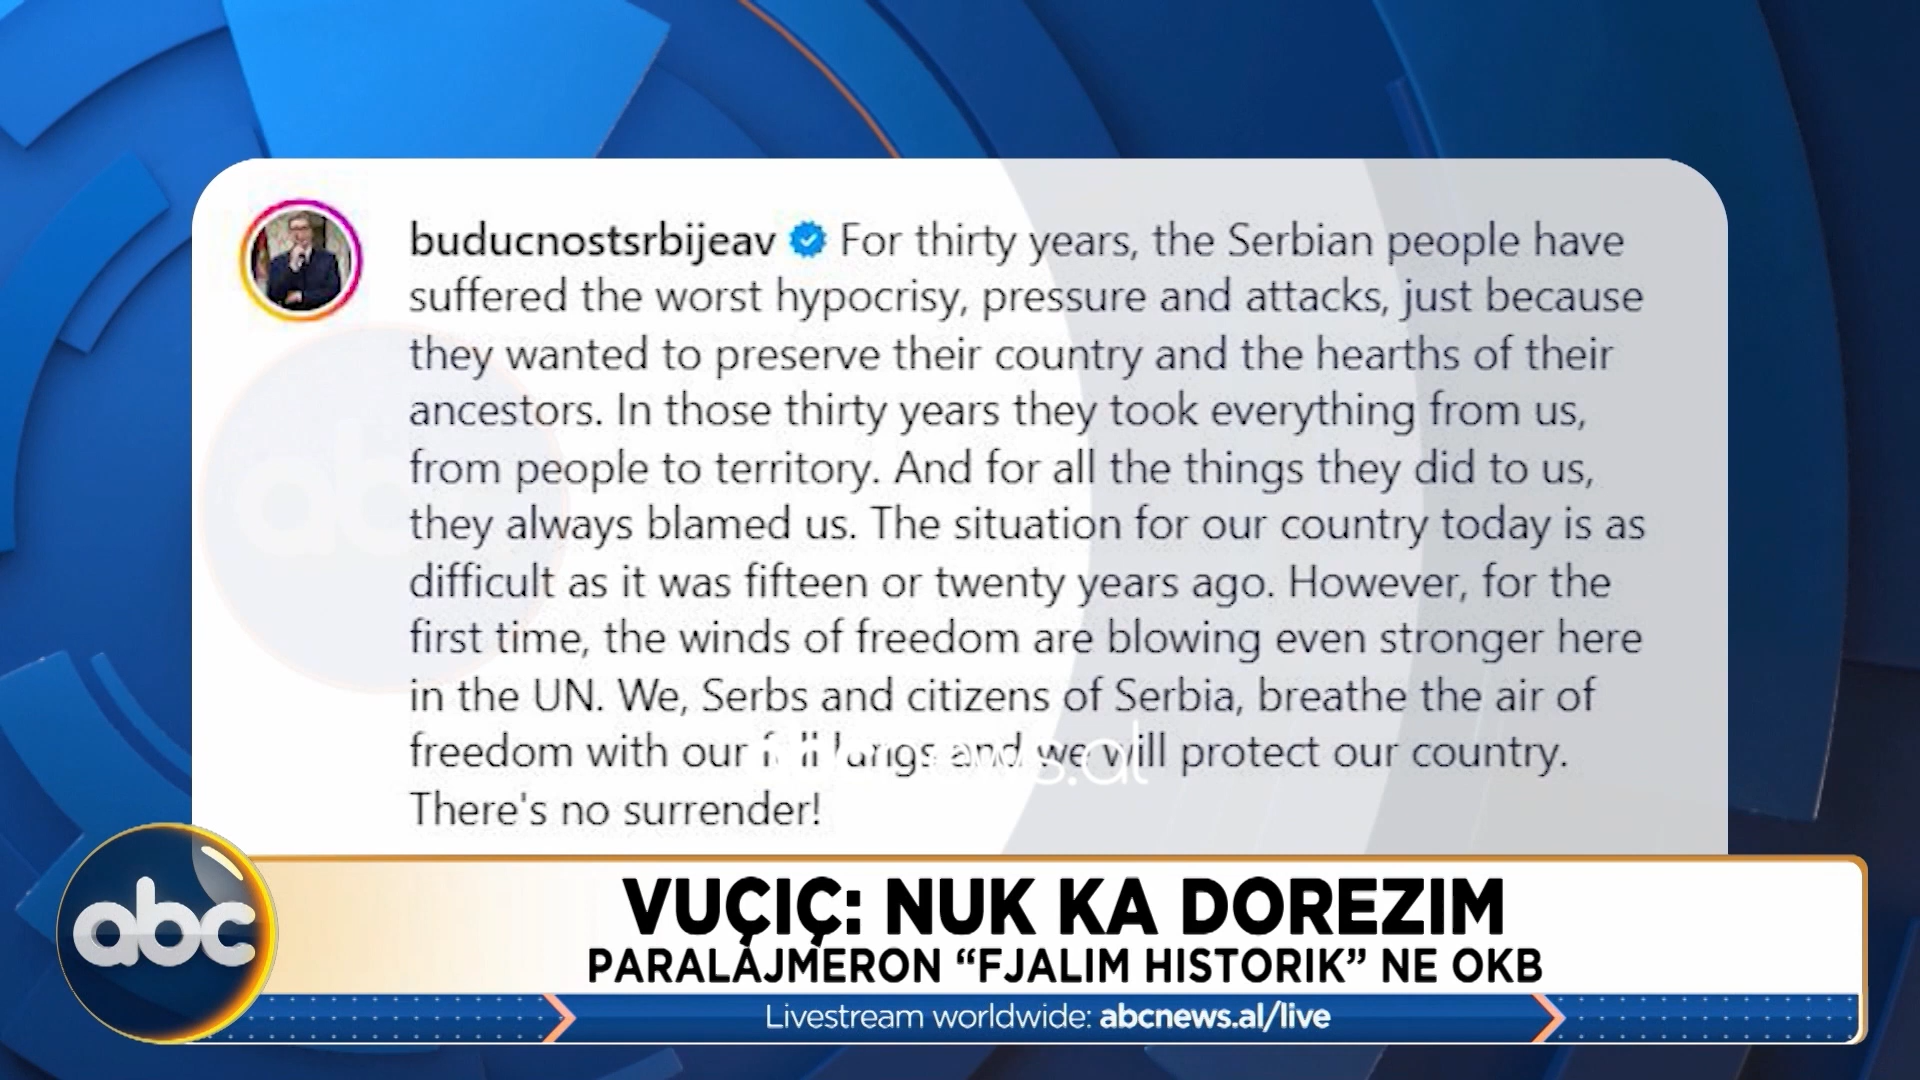 buducnostsrbijeav For thirty years, the Serbian people have
suffered the worst hypocrisy, pressure and attacks, just because
they wanted to preserve their country and the hearths of their
ancestors. In those thirty years they took everything from us,
from people to territory. And for all the things they did to us,
they always blamed us. The situation for our country today is as
difficult as it was fifteen or twenty years ago. However, for the
first time, the winds of freedom are blowing even stronger here
in the UN. We, Serbs and citizens of Serbia, breathe the air of
freedom with our full lungs and we will protect our country.
There's no surrender!
abc
VUÇIÇ: NUK KA DOREZIM
PARALAJMERON “FJALIM HISTORIK” NE OKB
Livestream worldwide: abcnews.al/live